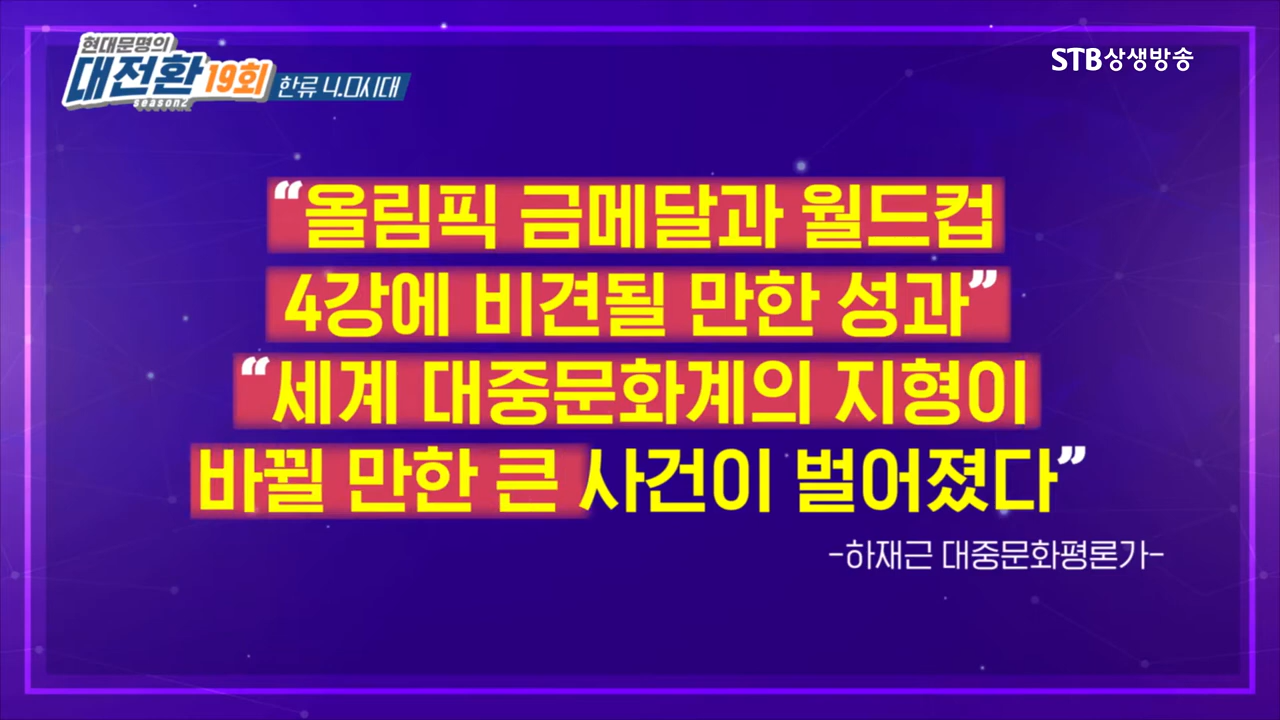 현대문명의
대전환 19회 한류 4.0시대
season2
STB상생방송
“올림픽 금메달과 월드컵
4강에 비견될 만한 성과”
“세계 대중문화계의 지형이
바뀔 만한 큰 사건이 벌어졌다”
-하재근 대중문화평론가-